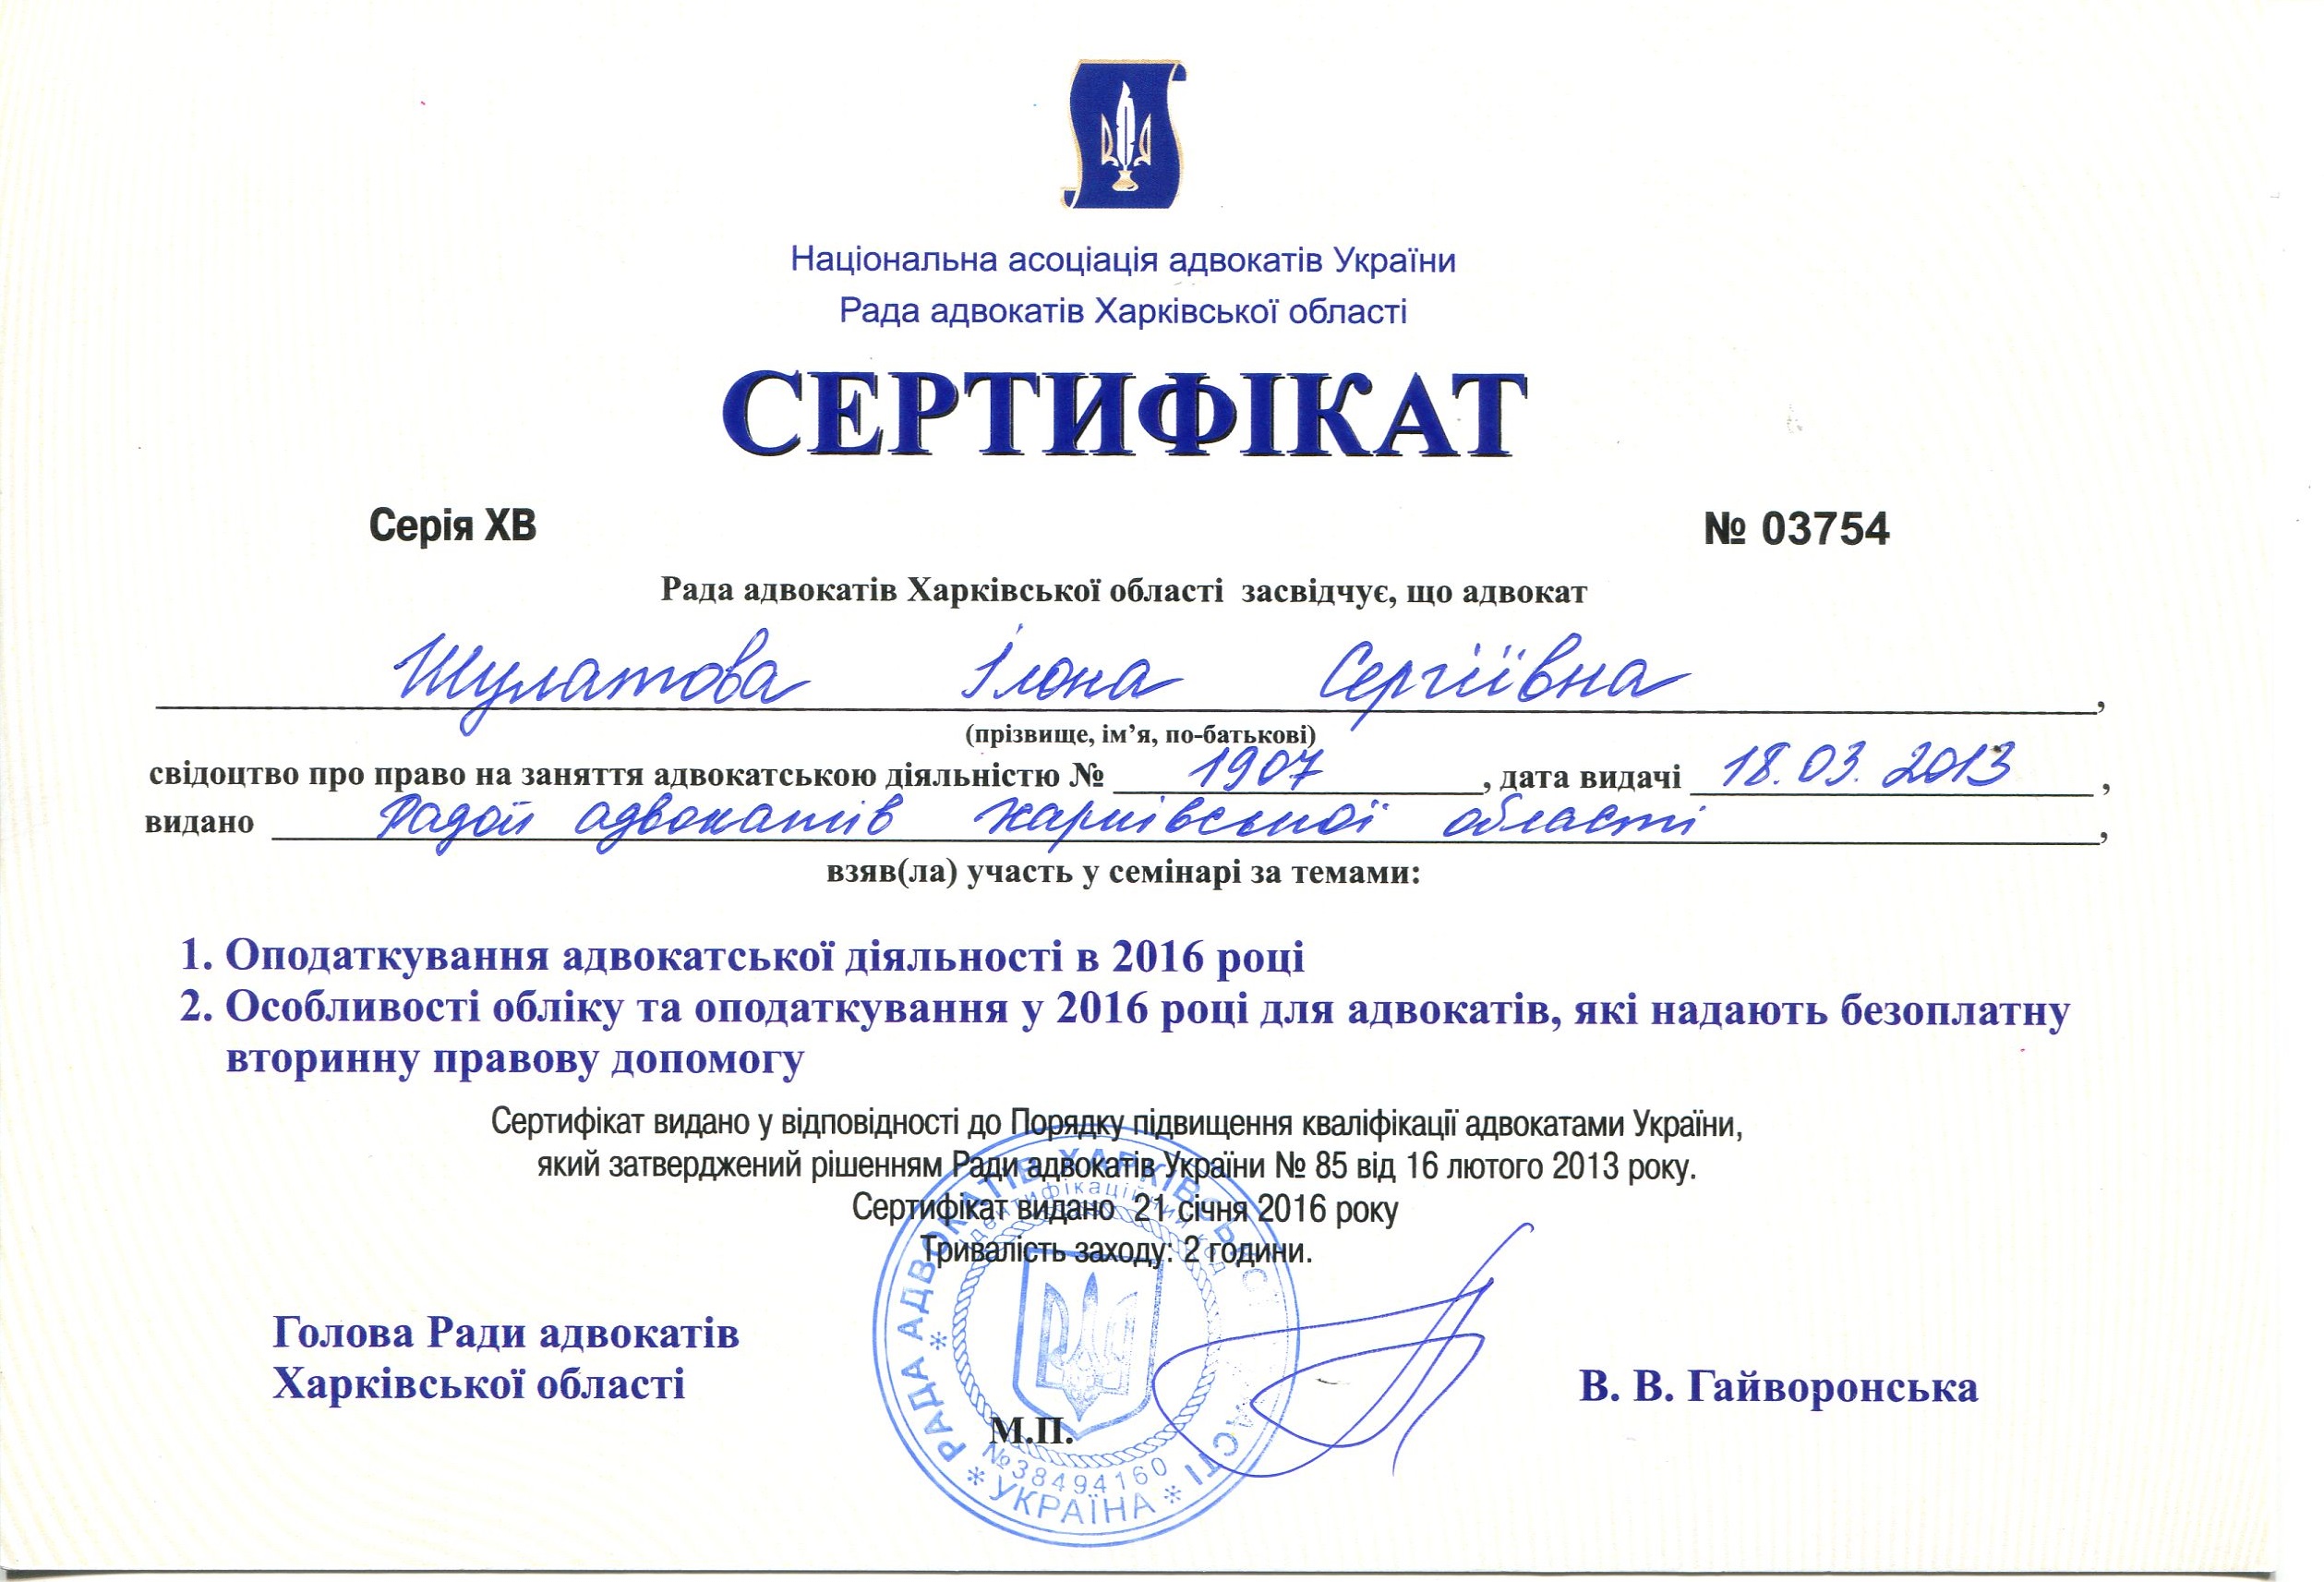 Національна асоціація адвокатів України
Рада адвокатів Харківської області
СЕРТИФІКАТ
Серія ХВ № 03754
Рада адвокатів Харківської області засвідчує, що адвокат
Шулатова Ілона Сергіївна,
(прізвище, ім’я, по-батькові)
свідоцтво про право на заняття адвокатською діяльністю № 1907, дата видачі 18.03.2013,
видано Радой адвокатів Харківської області,
взяв(ла) участь у семінарі за темами:
1. Оподаткування адвокатської діяльності в 2016 році
2. Особливості обліку та оподаткування у 2016 році для адвокатів, які надають безоплатну
вторинну правову допомогу
Сертифікат видано у відповідності до Порядку підвищення кваліфікації адвокатами України,
який затверджений рішенням Ради адвокатів України № 85 від 16 лютого 2013 року.
Сертифікат видано 21 січня 2016 року
Тривалість заходу: 2 години.
Голова Ради адвокатів
Харківської області
В. В. Гайворонська
М.П.
РАДА АДВОКАТІВ ХАРКІВСЬК
ідентифікаційний код
№38494160
* УКРАЇНА *